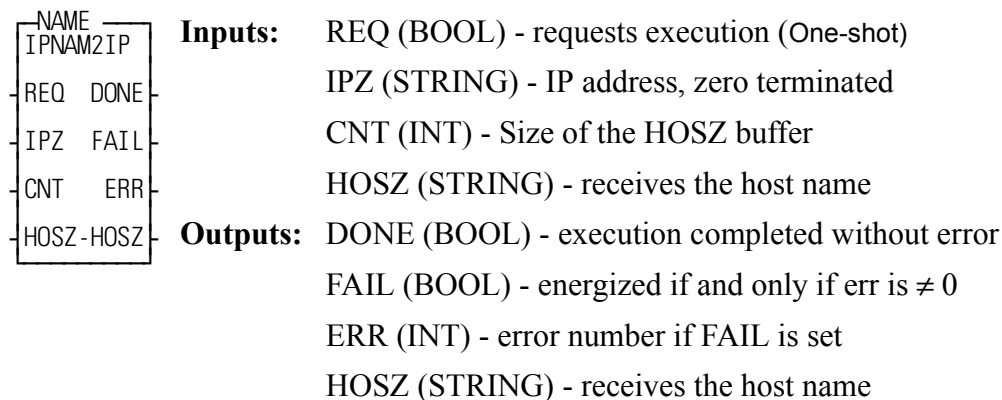 NAME
IPNAM2IP
REQ DONE
IPZ FAIL
CNT ERR
HOSZ-HOSZ
Inputs: REQ (BOOL) - requests execution (One-shot)
IPZ (STRING) - IP address, zero terminated
CNT (INT) - Size of the HOSZ buffer
HOSZ (STRING) - receives the host name
Outputs: DONE (BOOL) - execution completed without error
FAIL (BOOL) - energized if and only if err is ≠ 0
ERR (INT) - error number if FAIL is set
HOSZ (STRING) - receives the host name